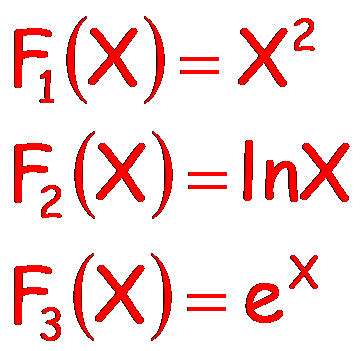 F₁(X) = X²
F₂(X) = lnX
F₃(X) = eˣ